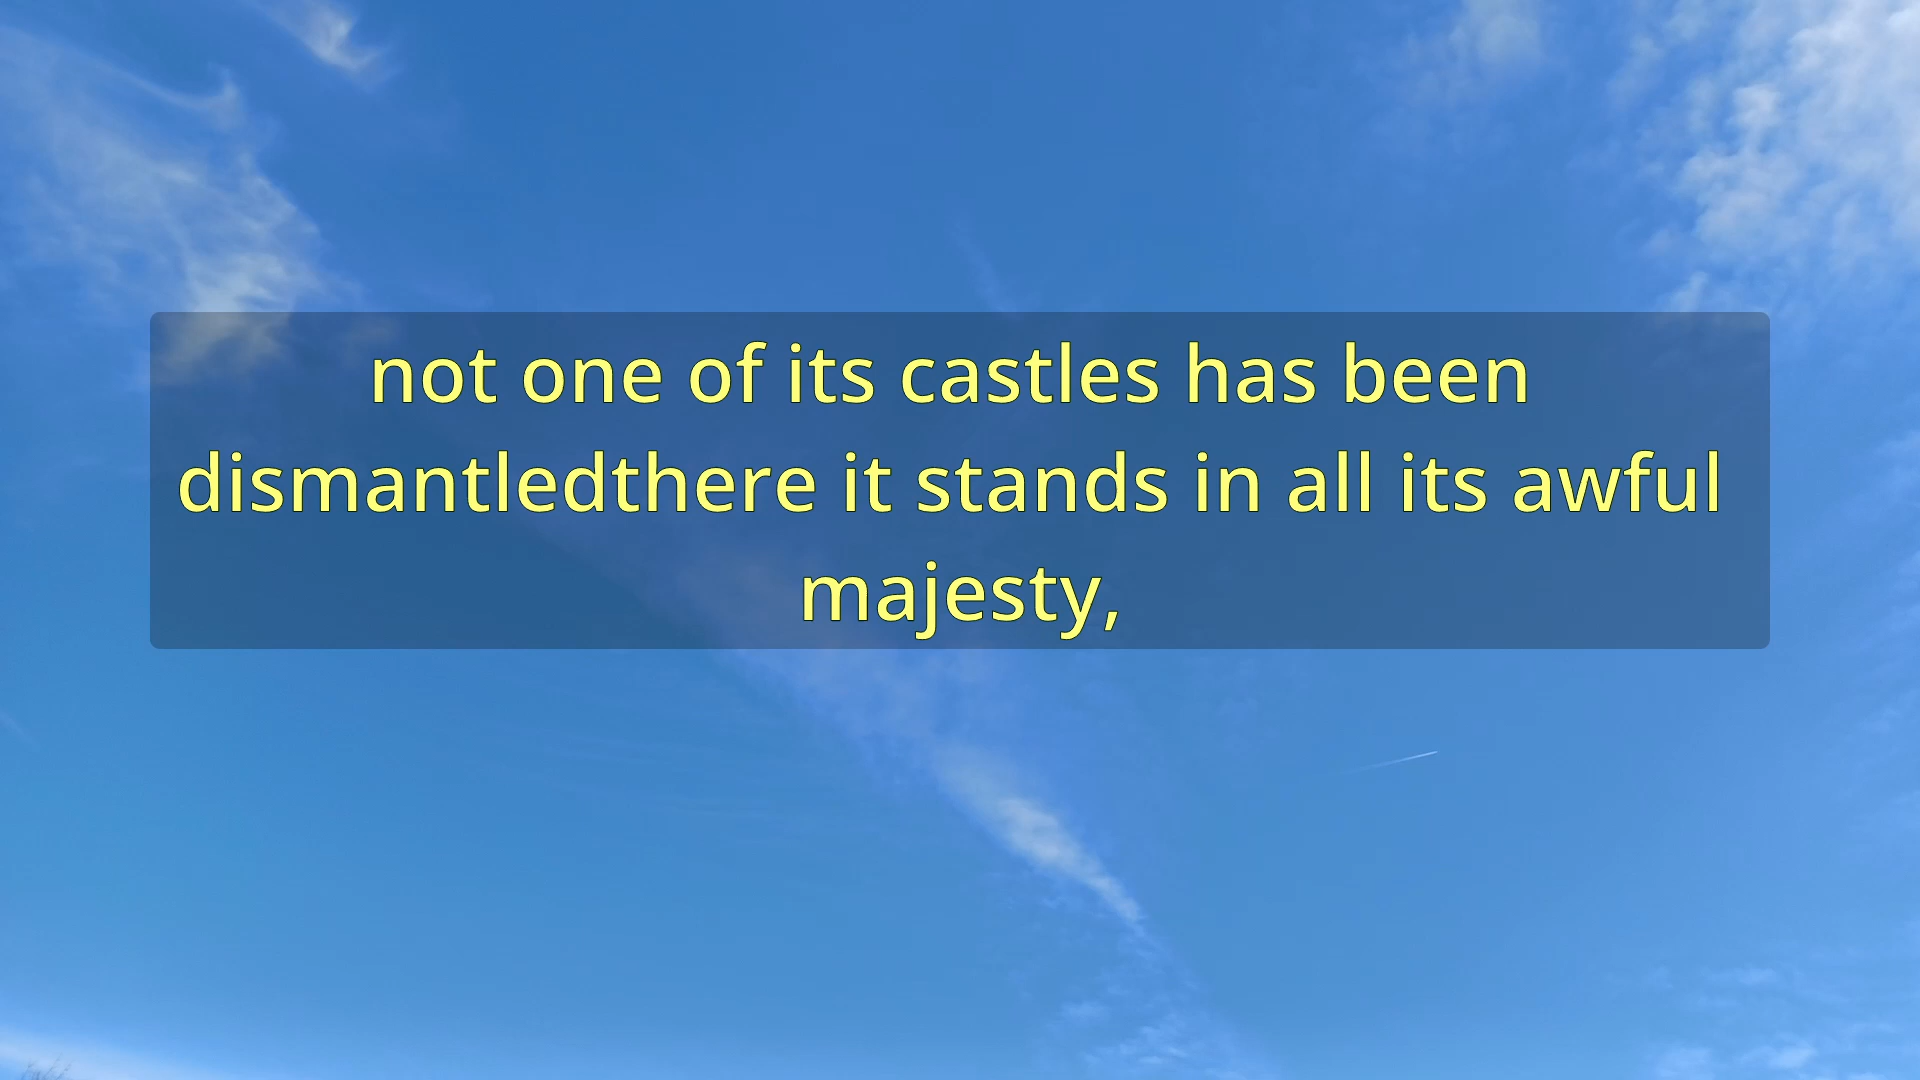 not one of its castles has been
dismantledthere it stands in all its awful
majesty,